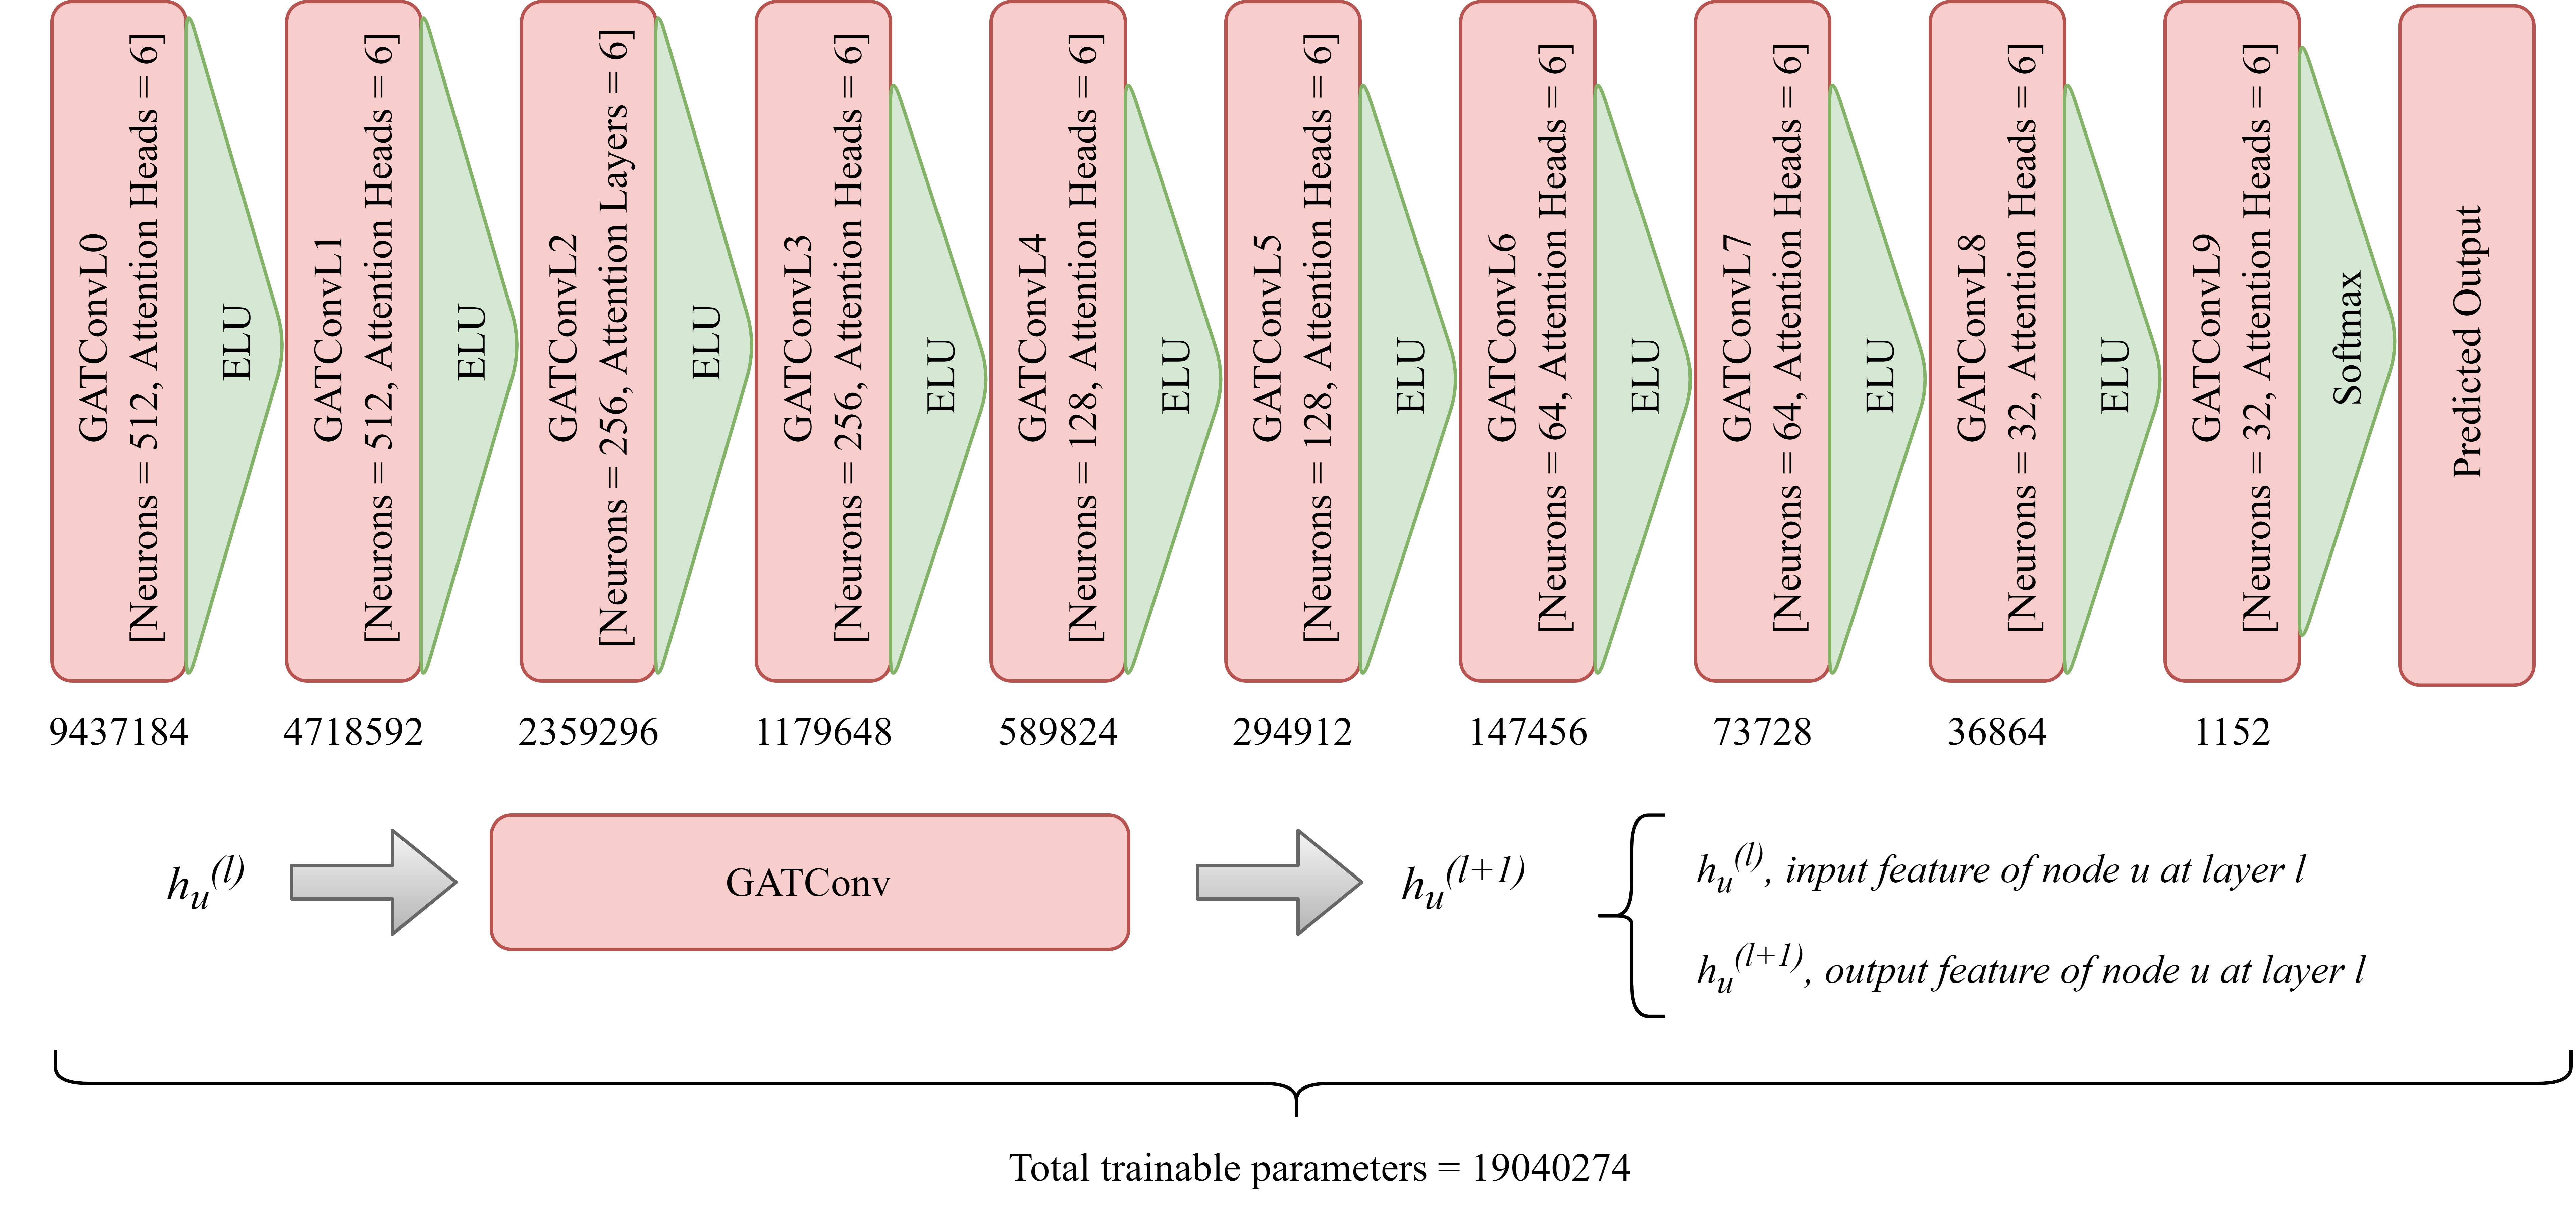 GATConvL0
[Neurons = 512, Attention Heads = 6]
ELU
GATConvL1
[Neurons = 512, Attention Heads = 6]
ELU
GATConvL2
[Neurons = 256, Attention Layers = 6]
ELU
GATConvL3
[Neurons = 256, Attention Heads = 6]
ELU
GATConvL4
[Neurons = 128, Attention Heads = 6]
ELU
GATConvL5
[Neurons = 128, Attention Heads = 6]
ELU
GATConvL6
[Neurons = 64, Attention Heads = 6]
ELU
GATConvL7
[Neurons = 64, Attention Heads = 6]
ELU
GATConvL8
[Neurons = 32, Attention Heads = 6]
ELU
GATConvL9
[Neurons = 32, Attention Heads = 6]
Softmax
Predicted Output
9437184 4718592 2359296 1179648 589824 294912 147456 73728 36864 1152
h_u^(l)
GATConv
h_u^(l+1)
h_u^(l), input feature of node u at layer l
h_u^(l+1), output feature of node u at layer l
Total trainable parameters = 19040274